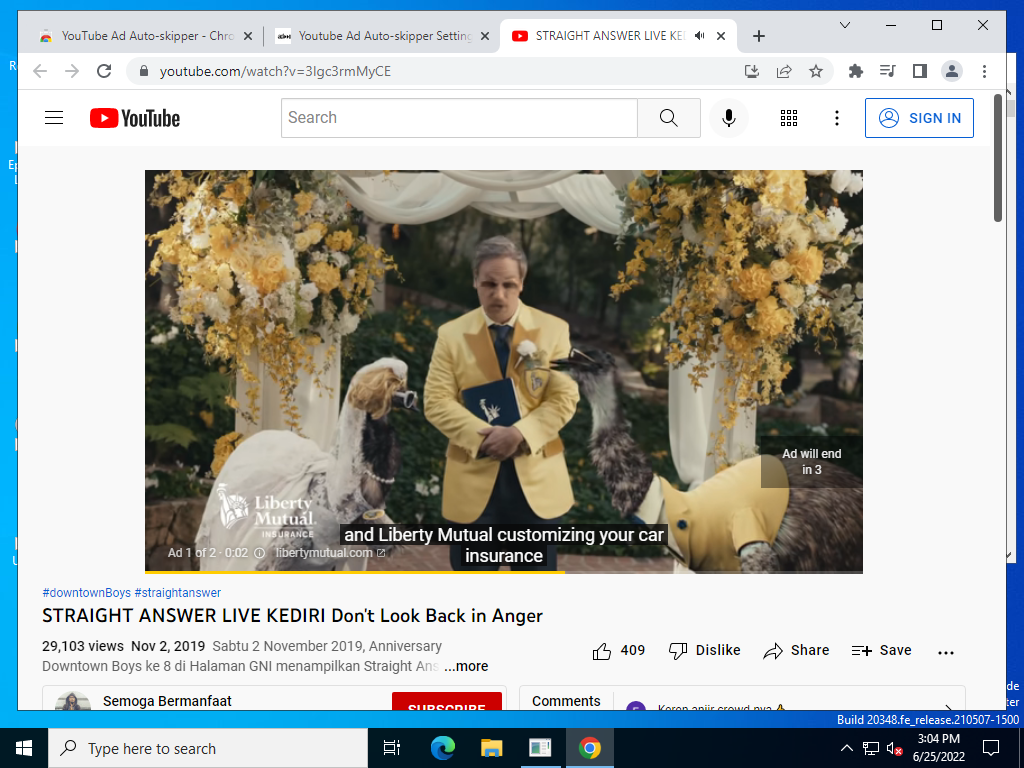 YouTube Ad Auto-skipper - Chro
Youtube Ad Auto-skipper Setting
STRAIGHT ANSWER LIVE KE
youtube.com/watch?v=3Igc3rmMyCE
YouTube
Search
SIGN IN
Ad will end
in 3
Liberty
Mutual
INSURANCE
and Liberty Mutual customizing your car
insurance
Ad 1 of 2 · 0:02
libertymutual.com
#downtownBoys #straightanswer
STRAIGHT ANSWER LIVE KEDIRI Don't Look Back in Anger
29,103 views Nov 2, 2019 Sabtu 2 November 2019, Anniversary
Downtown Boys ke 8 di Halaman GNI menampilkan Straight Ans ...more
409
Dislike
Share
Save
Semoga Bermanfaat
SUBSCRIBE
Comments
Keren anjir crowd nya
Build 20348.fe_release.210507-1500
Type here to search
3:04 PM
6/25/2022